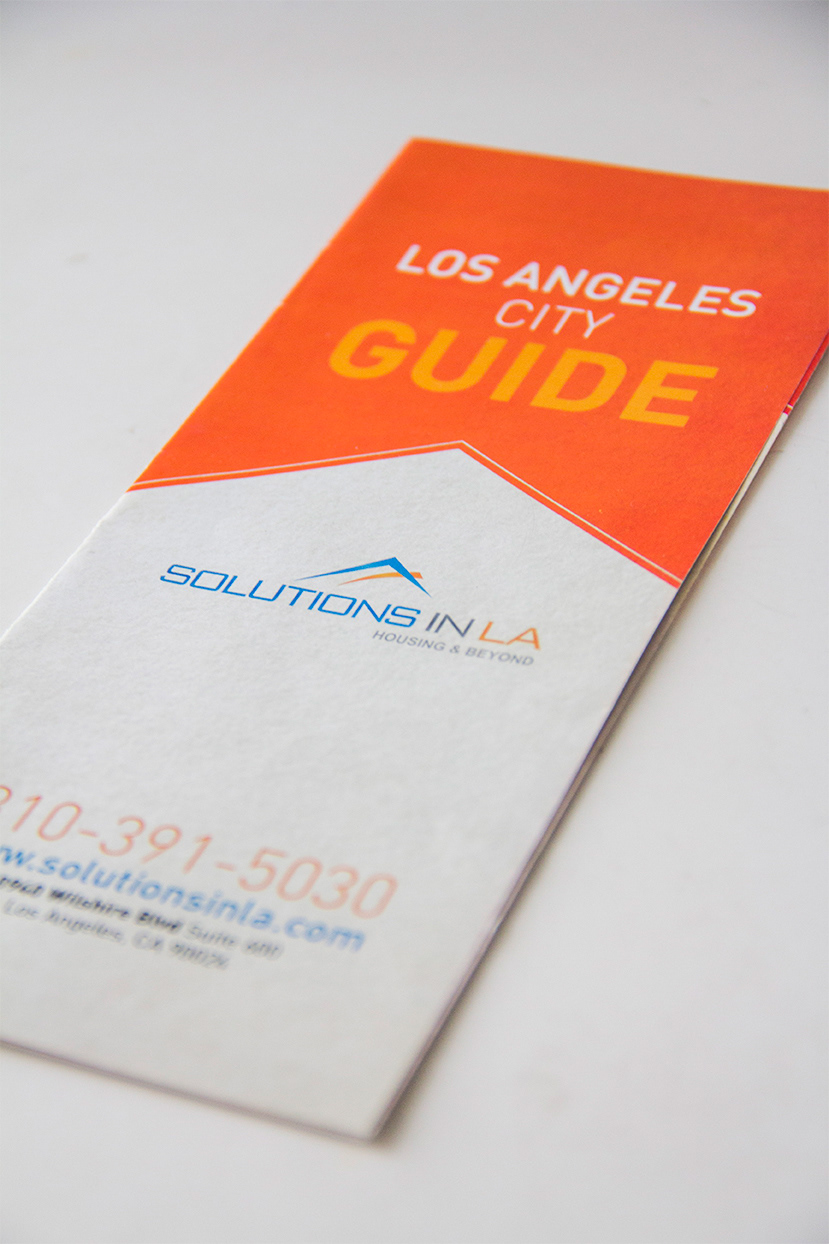 LOS ANGELES
CITY
GUIDE
SOLUTIONS IN LA
HOUSING & BEYOND
310-391-5030
www.solutionsinla.com
Wilshire Blvd Suite
Los Angeles, CA